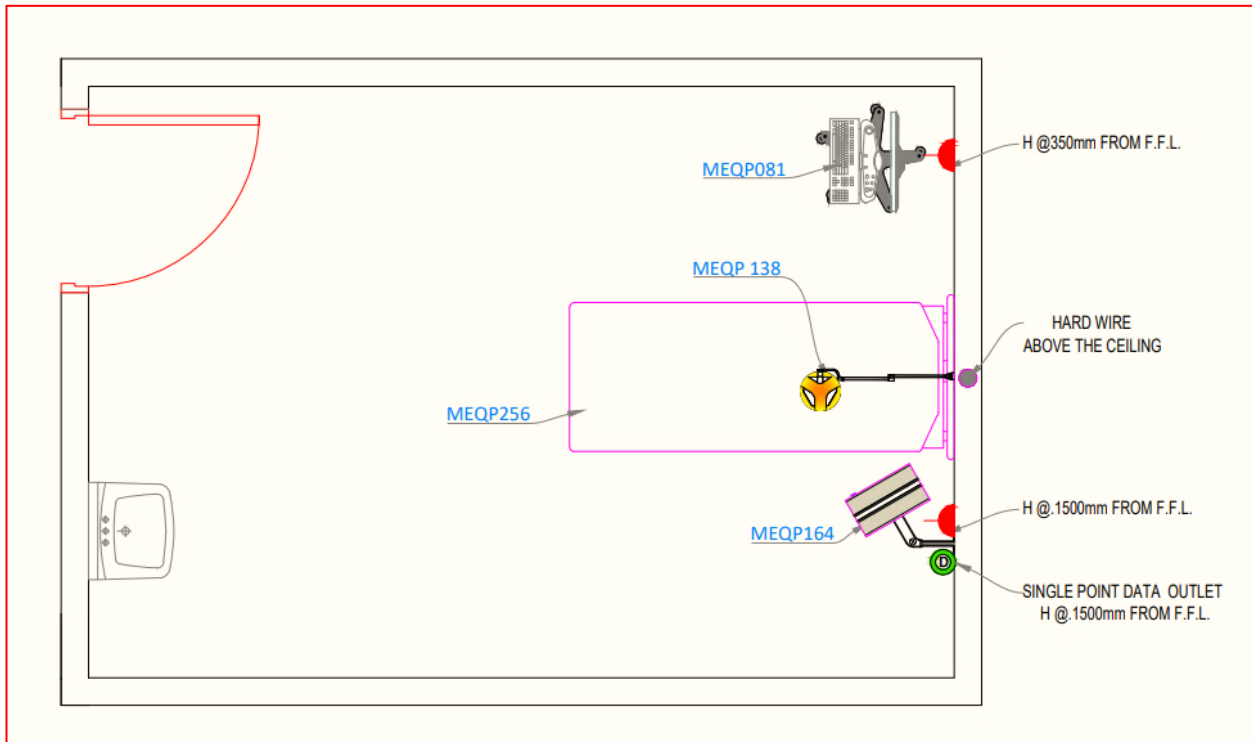 H @350mm FROM F.F.L.
MEQP081
MEQP 138
HARD WIRE
ABOVE THE CEILING
MEQP256
H @.1500mm FROM F.F.L.
MEQP164
D
SINGLE POINT DATA OUTLET
H @.1500mm FROM F.F.L.